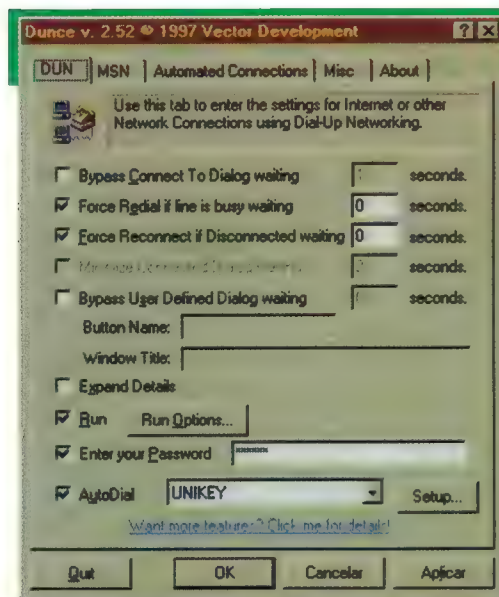 Dunce v. 2.52 © 1997 Vector Development
DUN MSN Automated Connections Misc About
Use this tab to enter the settings for Internet or other
Network Connections using Dial-Up Networking.
Bypass Connect To Dialog waiting seconds.
Force Redial if line is busy waiting 0 seconds.
Force Reconnect if Disconnected waiting 0 seconds.
seconds.
Bypass User Defined Dialog waiting seconds.
Button Name:
Window Title:
Expand Details
Run Run Options...
Enter your Password ******
AutoDial UNIKEY Setup...
Want more features? Click me for details!
Quit OK Cancelar Aplicar